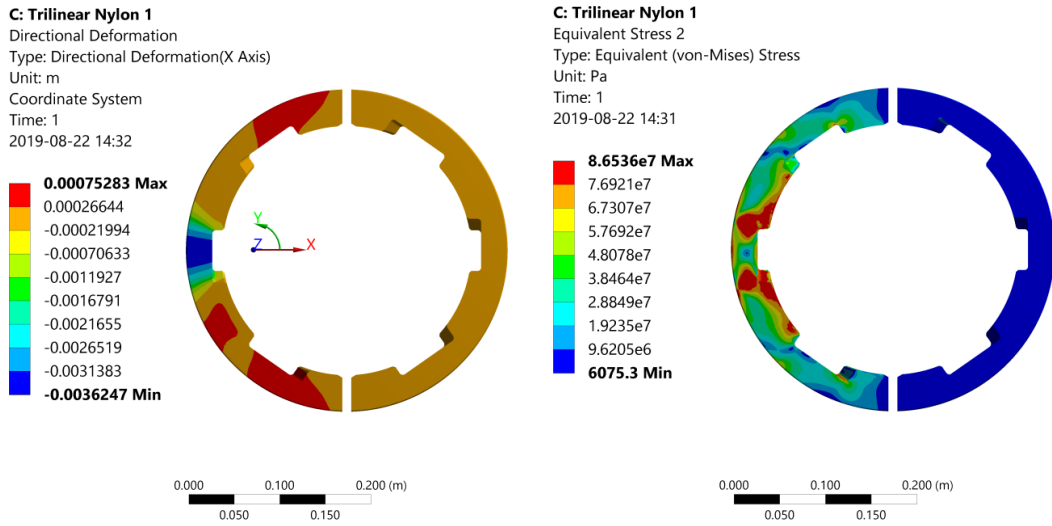 C: Trilinear Nylon 1
Directional Deformation
Type: Directional Deformation(X Axis)
Unit: m
Coordinate System
Time: 1
2019-08-22 14:32
0.00075283 Max
0.00026644
-0.00021994
-0.00070633
-0.0011927
-0.0016791
-0.0021655
-0.0026519
-0.0031383
-0.0036247 Min
Y
Z
X
0.000 0.100 0.200 (m)
0.050 0.150
C: Trilinear Nylon 1
Equivalent Stress 2
Type: Equivalent (von-Mises) Stress
Unit: Pa
Time: 1
2019-08-22 14:31
8.6536e7 Max
7.6921e7
6.7307e7
5.7692e7
4.8078e7
3.8464e7
2.8849e7
1.9235e7
9.6205e6
6075.3 Min
0.000 0.100 0.200 (m)
0.050 0.150